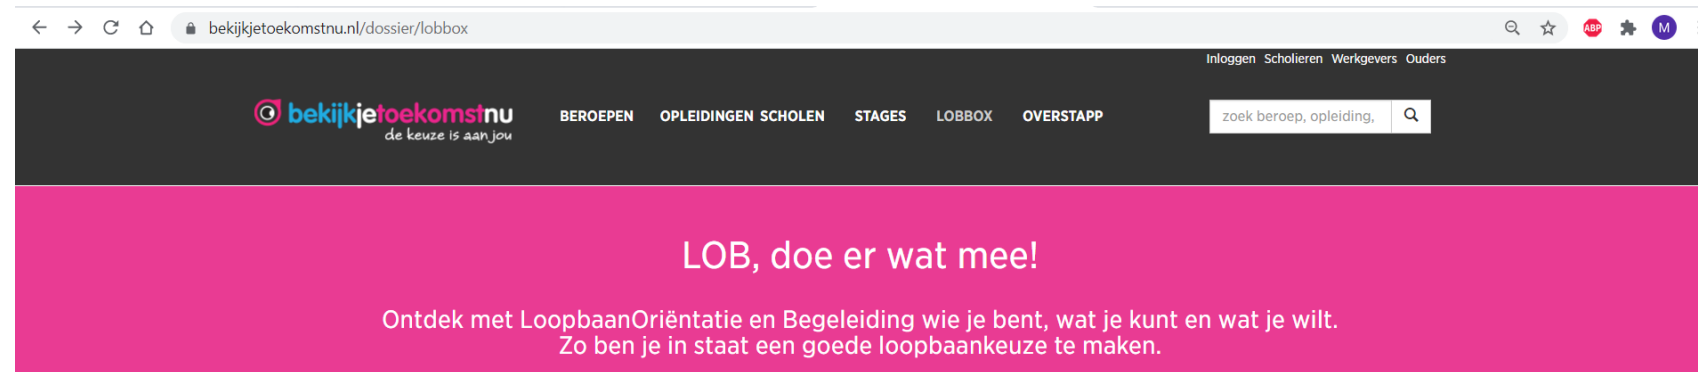 bekijkjetoekomstnu.nl/dossier/lobbox
ABP
M
Inloggen Scholieren Werkgevers Ouders
bekijkjetoekomstnu
de keuze is aan jou
BEROEPEN OPLEIDINGEN SCHOLEN STAGES LOBBOX OVERSTAPP
zoek beroep, opleiding,
LOB, doe er wat mee!
Ontdek met LoopbaanOriëntatie en Begeleiding wie je bent, wat je kunt en wat je wilt.
Zo ben je in staat een goede loopbaankeuze te maken.